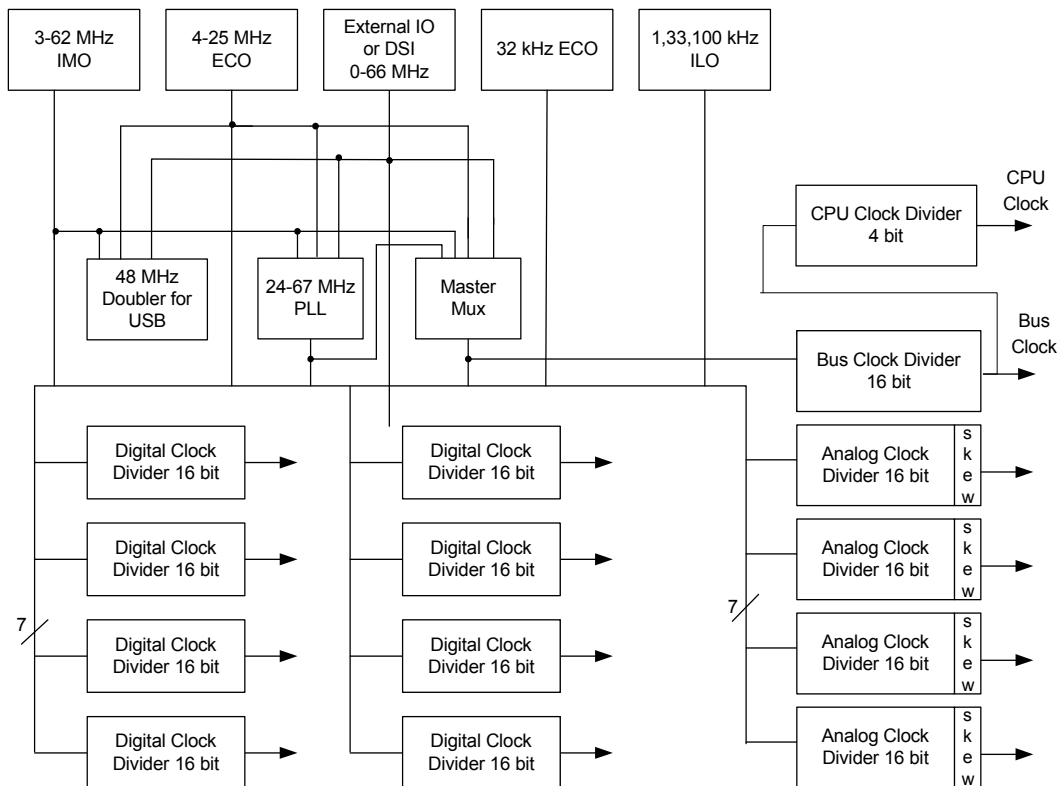 3-62 MHz
IMO
4-25 MHz
ECO
External IO
or DSI
0-66 MHz
32 kHz ECO
1,33,100 kHz
ILO
CPU
Clock
CPU Clock Divider
4 bit
48 MHz
Doubler for
USB
24-67 MHz
PLL
Master
Mux
Bus
Clock
Bus Clock Divider
16 bit
Digital Clock
Divider 16 bit
Digital Clock
Divider 16 bit
Analog Clock
Divider 16 bit
s
k
e
w
Digital Clock
Divider 16 bit
Digital Clock
Divider 16 bit
Analog Clock
Divider 16 bit
s
k
e
w
7
7
Digital Clock
Divider 16 bit
Digital Clock
Divider 16 bit
Analog Clock
Divider 16 bit
s
k
e
w
Digital Clock
Divider 16 bit
Digital Clock
Divider 16 bit
Analog Clock
Divider 16 bit
s
k
e
w